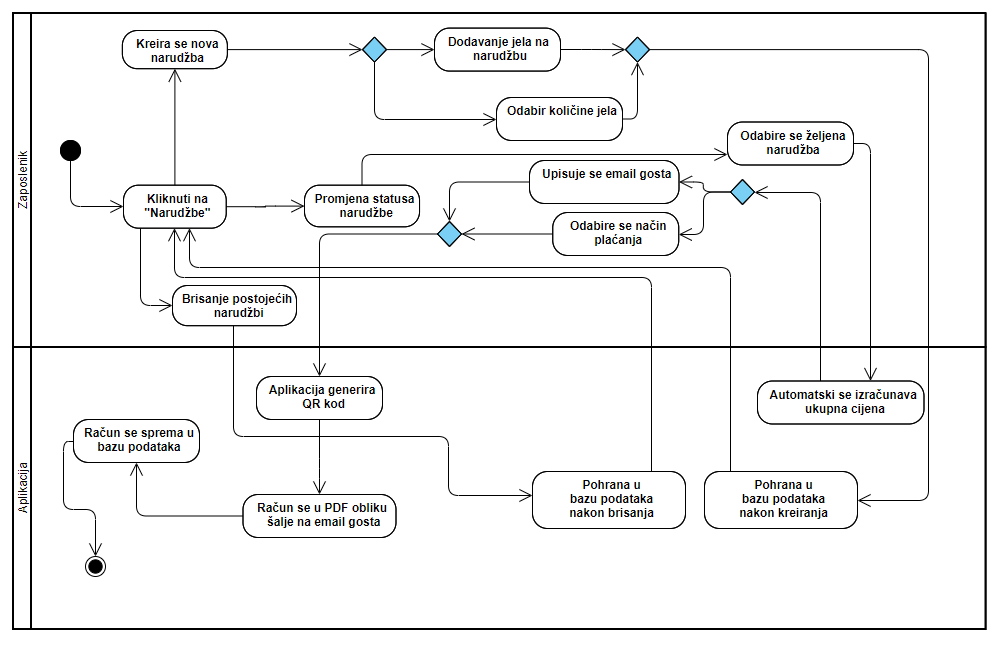 Zaposlenik
Kreira se nova
narudžba
Dodavanje jela na
narudžbu
Odabir količine jela
Odabire se željena
narudžba
Upisuje se email gosta
Kliknuti na
"Narudžbe"
Promjena statusa
narudžbe
Odabire se način
plaćanja
Brisanje postojećih
narudžbi
Aplikacija
Aplikacija generira
QR kod
Automatski se izračunava
ukupna cijena
Račun se sprema u
bazu podataka
Račun se u PDF obliku
šalje na email gosta
Pohrana u
bazu podataka
nakon brisanja
Pohrana u
bazu podataka
nakon kreiranja